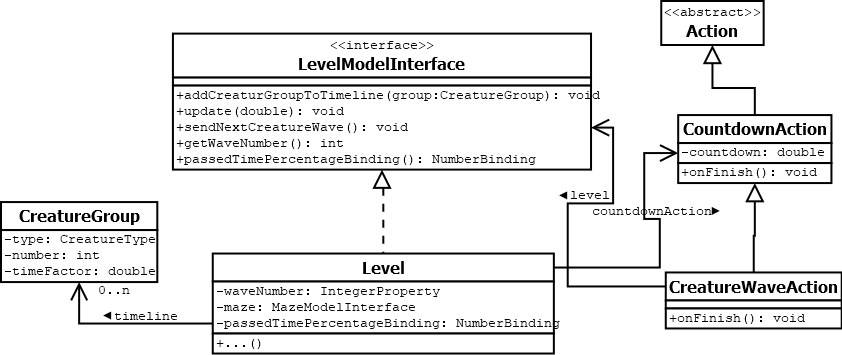 <<abstract>>
Action
<<interface>>
LevelModelInterface
+addCreaturGroupToTimeline(group:CreatureGroup): void
+update(double): void
+sendNextCreatureWave(): void
+getWaveNumber(): int
+passedTimePercentageBinding(): NumberBinding
CountdownAction
-countdown: double
+onFinish(): void
◄level
countdownAction►
CreatureGroup
-type: CreatureType
-number: int
-timeFactor: double
0..n
◄timeline
Level
-waveNumber: IntegerProperty
-maze: MazeModelInterface
-passedTimePercentageBinding: NumberBinding
+...()
CreatureWaveAction
+onFinish(): void